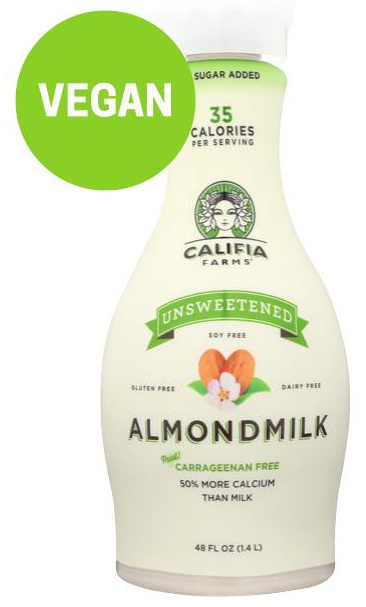 VEGAN
SUGAR ADDED
35
CALORIES
PER SERVING
CALIFIA
FARMS®
UNSWEETENED
SOY FREE
GLUTEN FREE
DAIRY FREE
ALMONDMILK
Psst!
CARRAGEENAN FREE
50% MORE CALCIUM
THAN MILK
48 FL OZ (1.4 L)